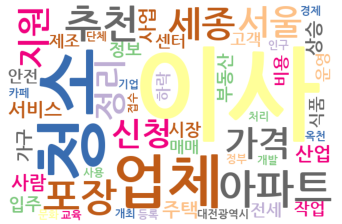 추천 사업 세종 서울 경제
지원 제조 단체 센터 고객 인구 상승
정보
안전 청소 정리 이사 부동산 비용 운영
카페 기업 하락
서비스 접수 식품
가구 신청 시장 매매 가격 처리 옥천
사람 업체 정부 개발 산업
입주 포장 사용 아파트
관리 주택 전세 작업
교육 개최 등록 대전광역시